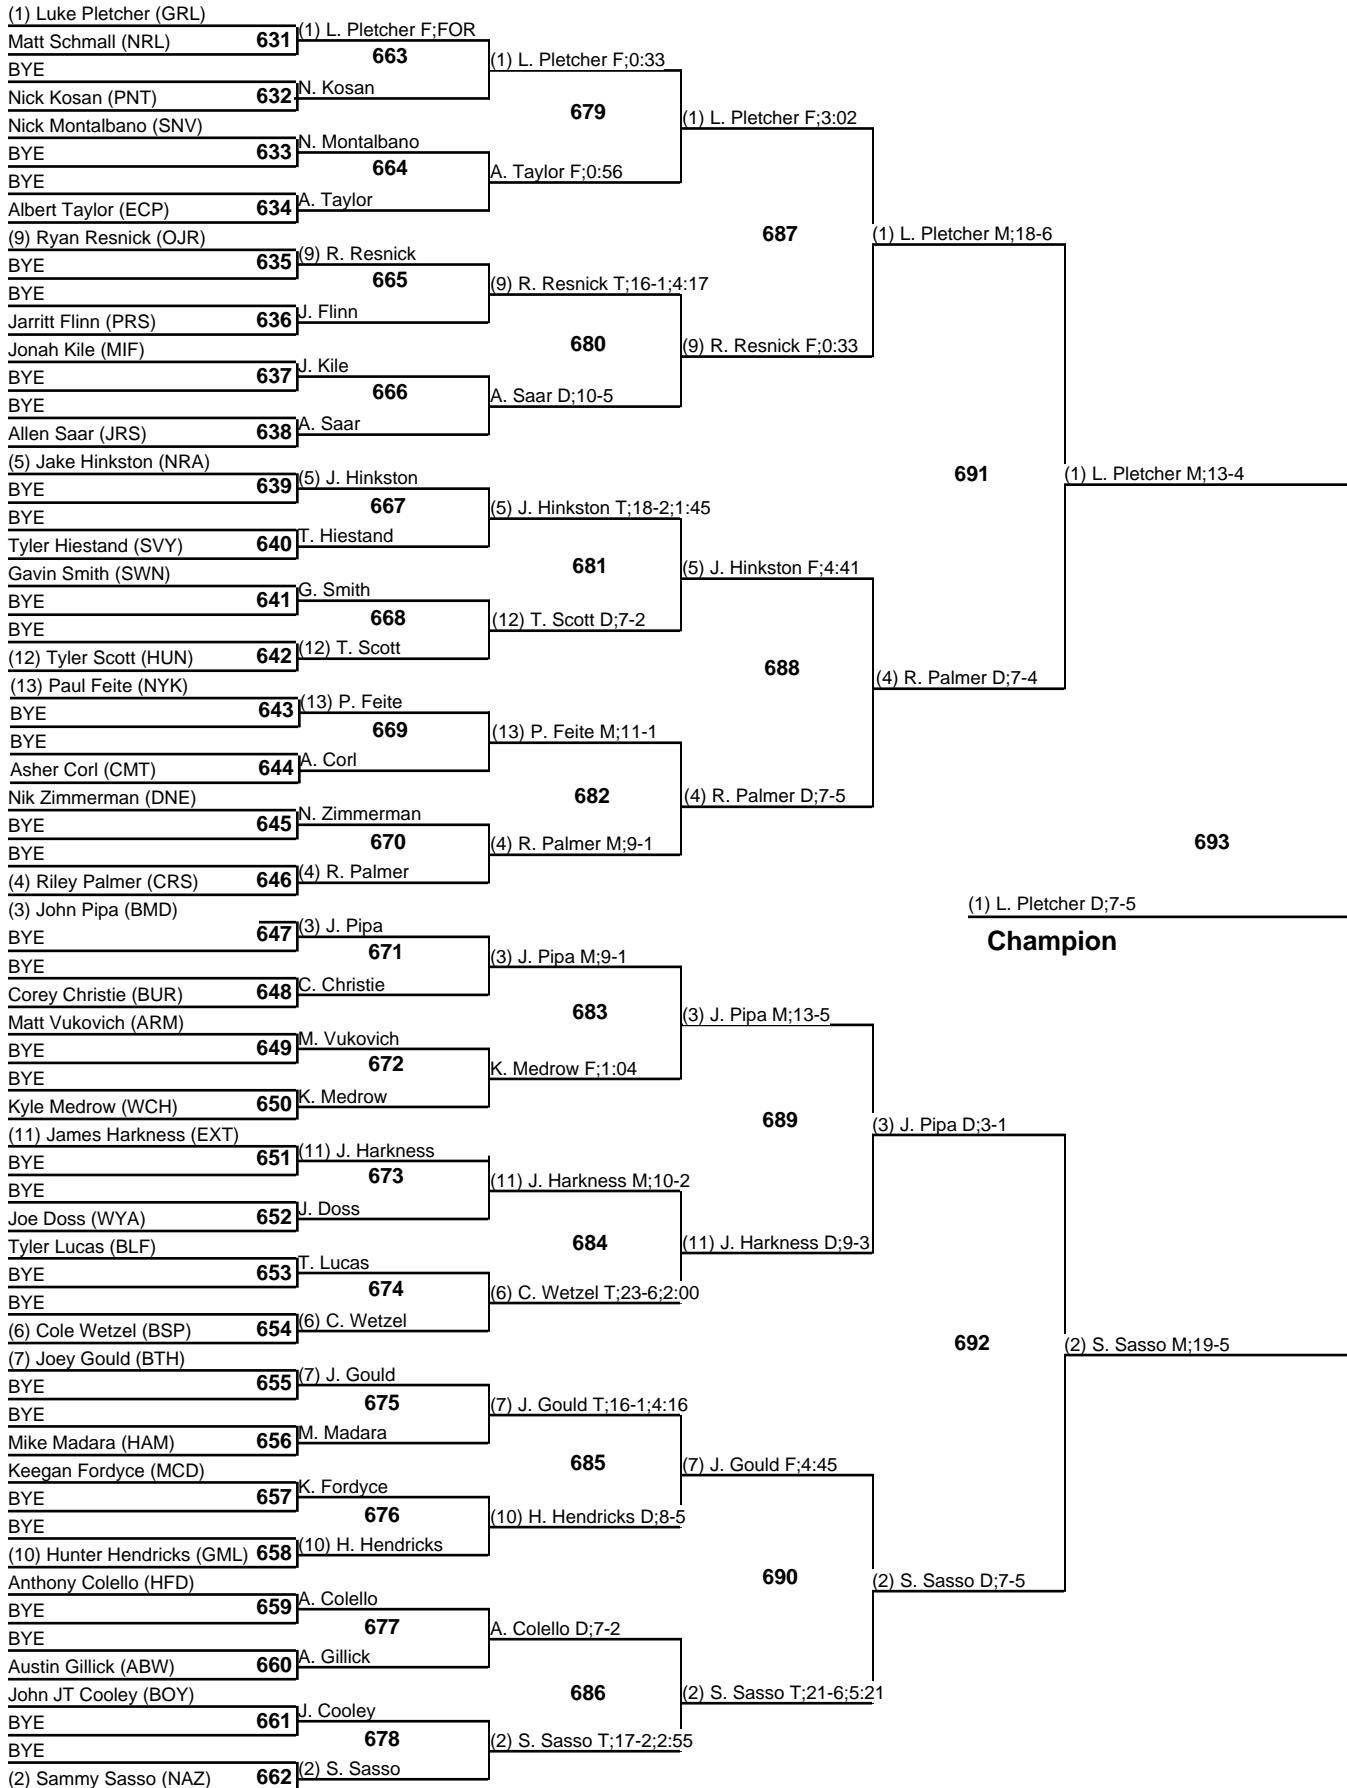 (1) Luke Pletcher (GRL)
Matt Schmall (NRL) 631
BYE
Nick Kosan (PNT) 632
Nick Montalbano (SNV)
BYE 633
BYE
Albert Taylor (ECP) 634
(9) Ryan Resnick (OJR)
BYE 635
BYE
Jarritt Flinn (PRS) 636
Jonah Kile (MIF)
BYE 637
BYE
Allen Saar (JRS) 638
(5) Jake Hinkston (NRA)
BYE 639
BYE
Tyler Hiestand (SVY) 640
Gavin Smith (SWN)
BYE 641
BYE
(12) Tyler Scott (HUN) 642
(13) Paul Feite (NYK)
BYE 643
BYE
Asher Corl (CMT) 644
Nik Zimmerman (DNE)
BYE 645
BYE
(4) Riley Palmer (CRS) 646
(3) John Pipa (BMD)
BYE 647
BYE
Corey Christie (BUR) 648
Matt Vukovich (ARM)
BYE 649
BYE
Kyle Medrow (WCH) 650
(11) James Harkness (EXT)
BYE 651
BYE
Joe Doss (WYA) 652
Tyler Lucas (BLF)
BYE 653
BYE
(6) Cole Wetzel (BSP) 654
(7) Joey Gould (BTH)
BYE 655
BYE
Mike Madara (HAM) 656
Keegan Fordyce (MCD)
BYE 657
BYE
(10) Hunter Hendricks (GML) 658
Anthony Colello (HFD)
BYE 659
BYE
Austin Gillick (ABW) 660
John JT Cooley (BOY)
BYE 661
BYE
(2) Sammy Sasso (NAZ) 662
(1) L. Pletcher F;FOR
663
N. Kosan
N. Montalbano
664
A. Taylor
(9) R. Resnick
665
J. Flinn
J. Kile
666
A. Saar
(5) J. Hinkston
667
T. Hiestand
G. Smith
668
(12) T. Scott
(13) P. Feite
669
A. Corl
N. Zimmerman
670
(4) R. Palmer
(3) J. Pipa
671
C. Christie
M. Vukovich
672
K. Medrow
(11) J. Harkness
673
J. Doss
T. Lucas
674
(6) C. Wetzel
(7) J. Gould
675
M. Madara
K. Fordyce
676
(10) H. Hendricks
A. Colello
677
A. Gillick
J. Cooley
678
(2) S. Sasso
(1) L. Pletcher F;0:33
679
A. Taylor F;0:56
(9) R. Resnick T;16-1;4:17
680
A. Saar D;10-5
(5) J. Hinkston T;18-2;1:45
681
(12) T. Scott D;7-2
(13) P. Feite M;11-1
682
(4) R. Palmer M;9-1
(3) J. Pipa M;9-1
683
K. Medrow F;1:04
(11) J. Harkness M;10-2
684
(6) C. Wetzel T;23-6;2:00
(7) J. Gould T;16-1;4:16
685
(10) H. Hendricks D;8-5
A. Colello D;7-2
686
(2) S. Sasso T;17-2;2:55
(1) L. Pletcher F;3:02
687
(9) R. Resnick F;0:33
(5) J. Hinkston F;4:41
688
(4) R. Palmer D;7-5
(3) J. Pipa M;13-5
689
(11) J. Harkness D;9-3
(7) J. Gould F;4:45
690
(2) S. Sasso T;21-6;5:21
(1) L. Pletcher M;18-6
691
(4) R. Palmer D;7-4
(3) J. Pipa D;3-1
692
(2) S. Sasso D;7-5
(1) L. Pletcher M;13-4
693
(2) S. Sasso M;19-5
(1) L. Pletcher D;7-5
Champion